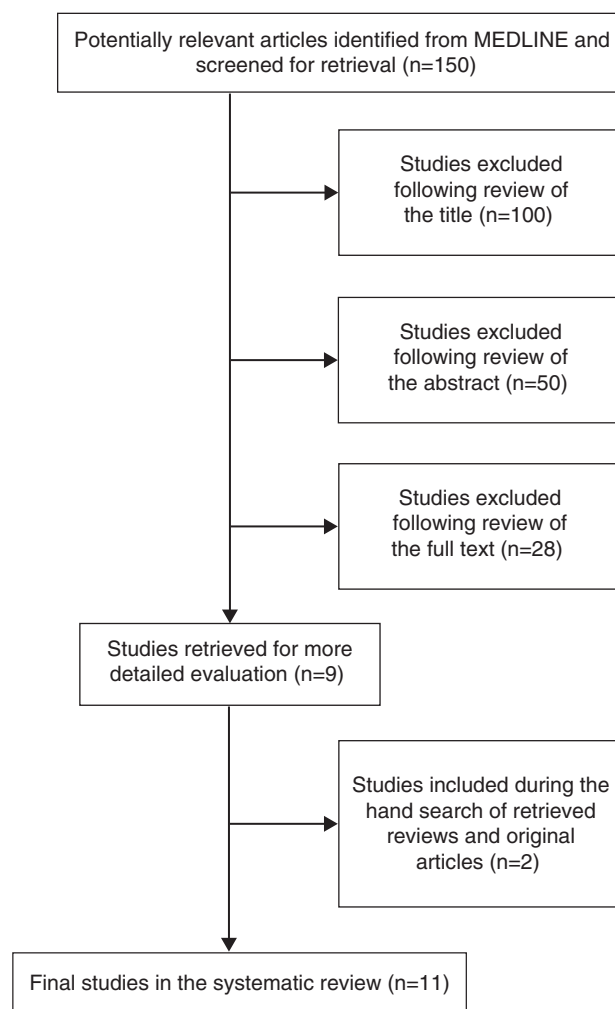 Potentially relevant articles identified from MEDLINE and
screened for retrieval (n=150)
Studies excluded
following review of
the title (n=100)
Studies excluded
following review of
the abstract (n=50)
Studies excluded
following review of
the full text (n=28)
Studies retrieved for more
detailed evaluation (n=9)
Studies included during the
hand search of retrieved
reviews and original
articles (n=2)
Final studies in the systematic review (n=11)